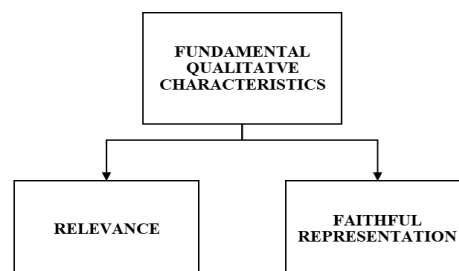 FUNDAMENTAL
QUALITATVE
CHARACTERISTICS
RELEVANCE
FAITHFUL
REPRESENTATION